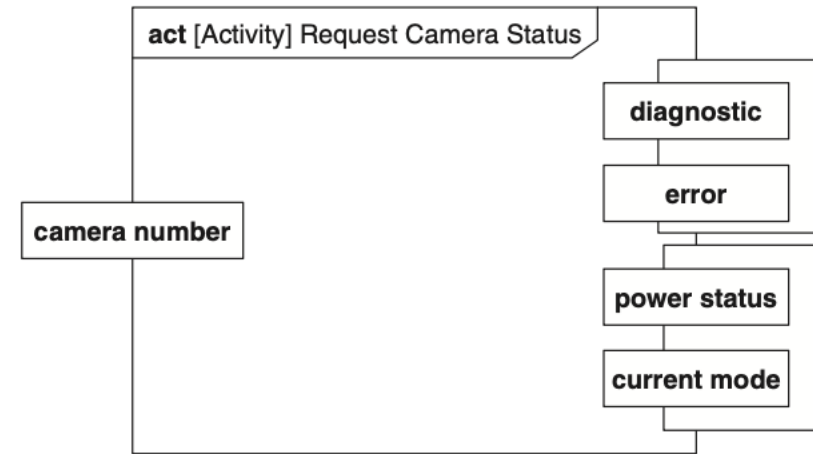 act [Activity] Request Camera Status
diagnostic
error
camera number
power status
current mode